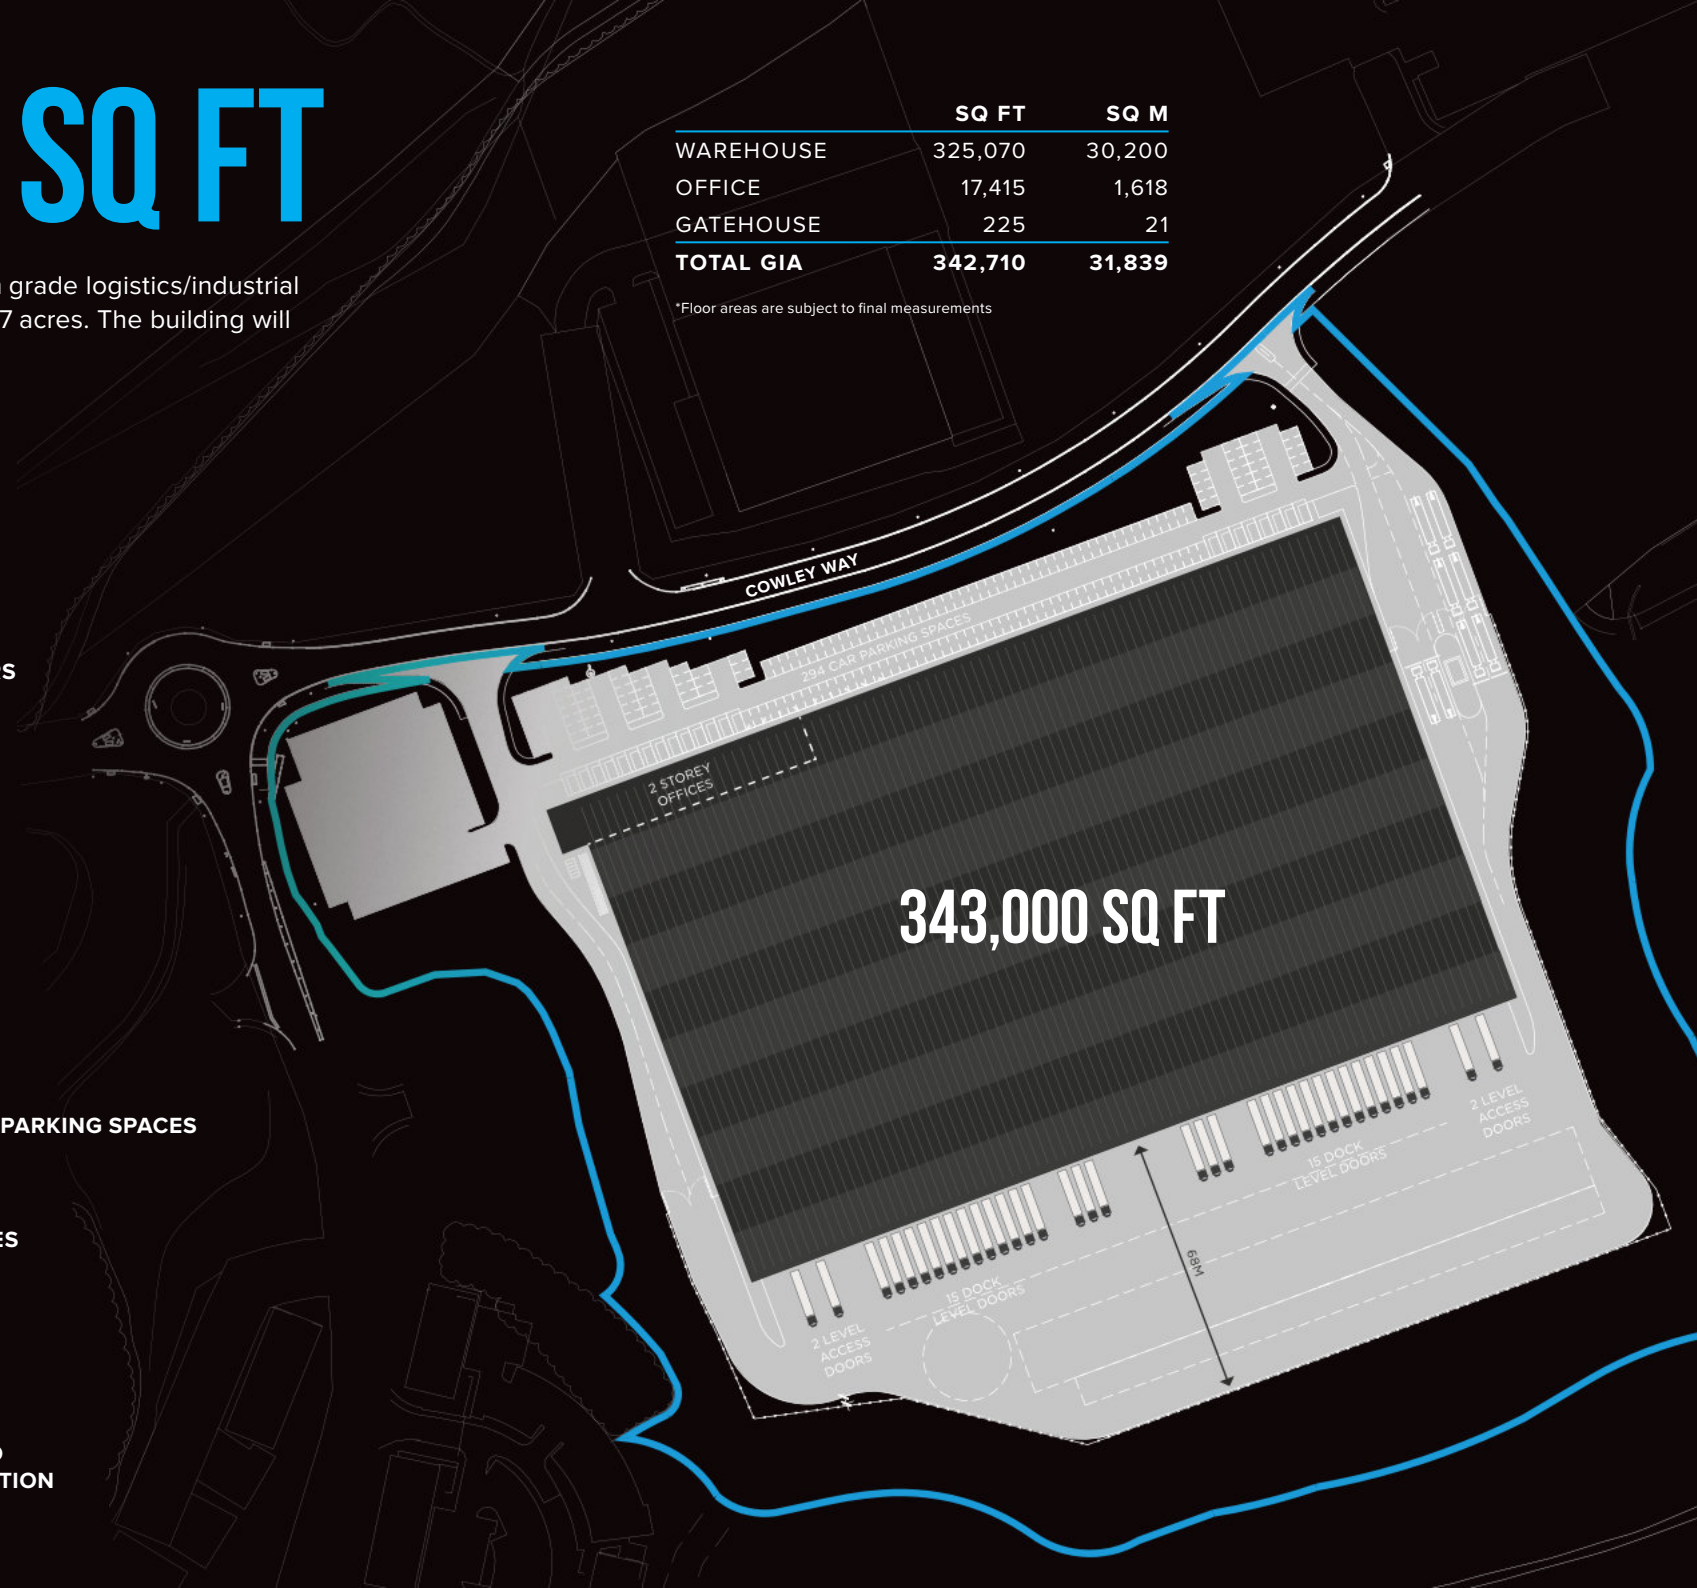 SQ FT
grade logistics/industrial
7 acres. The building will
SQ FT SQ M
WAREHOUSE 325,070 30,200
OFFICE 17,415 1,618
GATEHOUSE 225 21
TOTAL GIA 342,710 31,839
*Floor areas are subject to final measurements
COWLEY WAY
294 CAR PARKING SPACES
2 STOREY
OFFICES
343,000 SQ FT
PARKING SPACES
2 LEVEL
ACCESS
DOORS
15 DOCK
LEVEL DOORS
68M
15 DOCK
LEVEL DOORS
2 LEVEL
ACCESS
DOORS